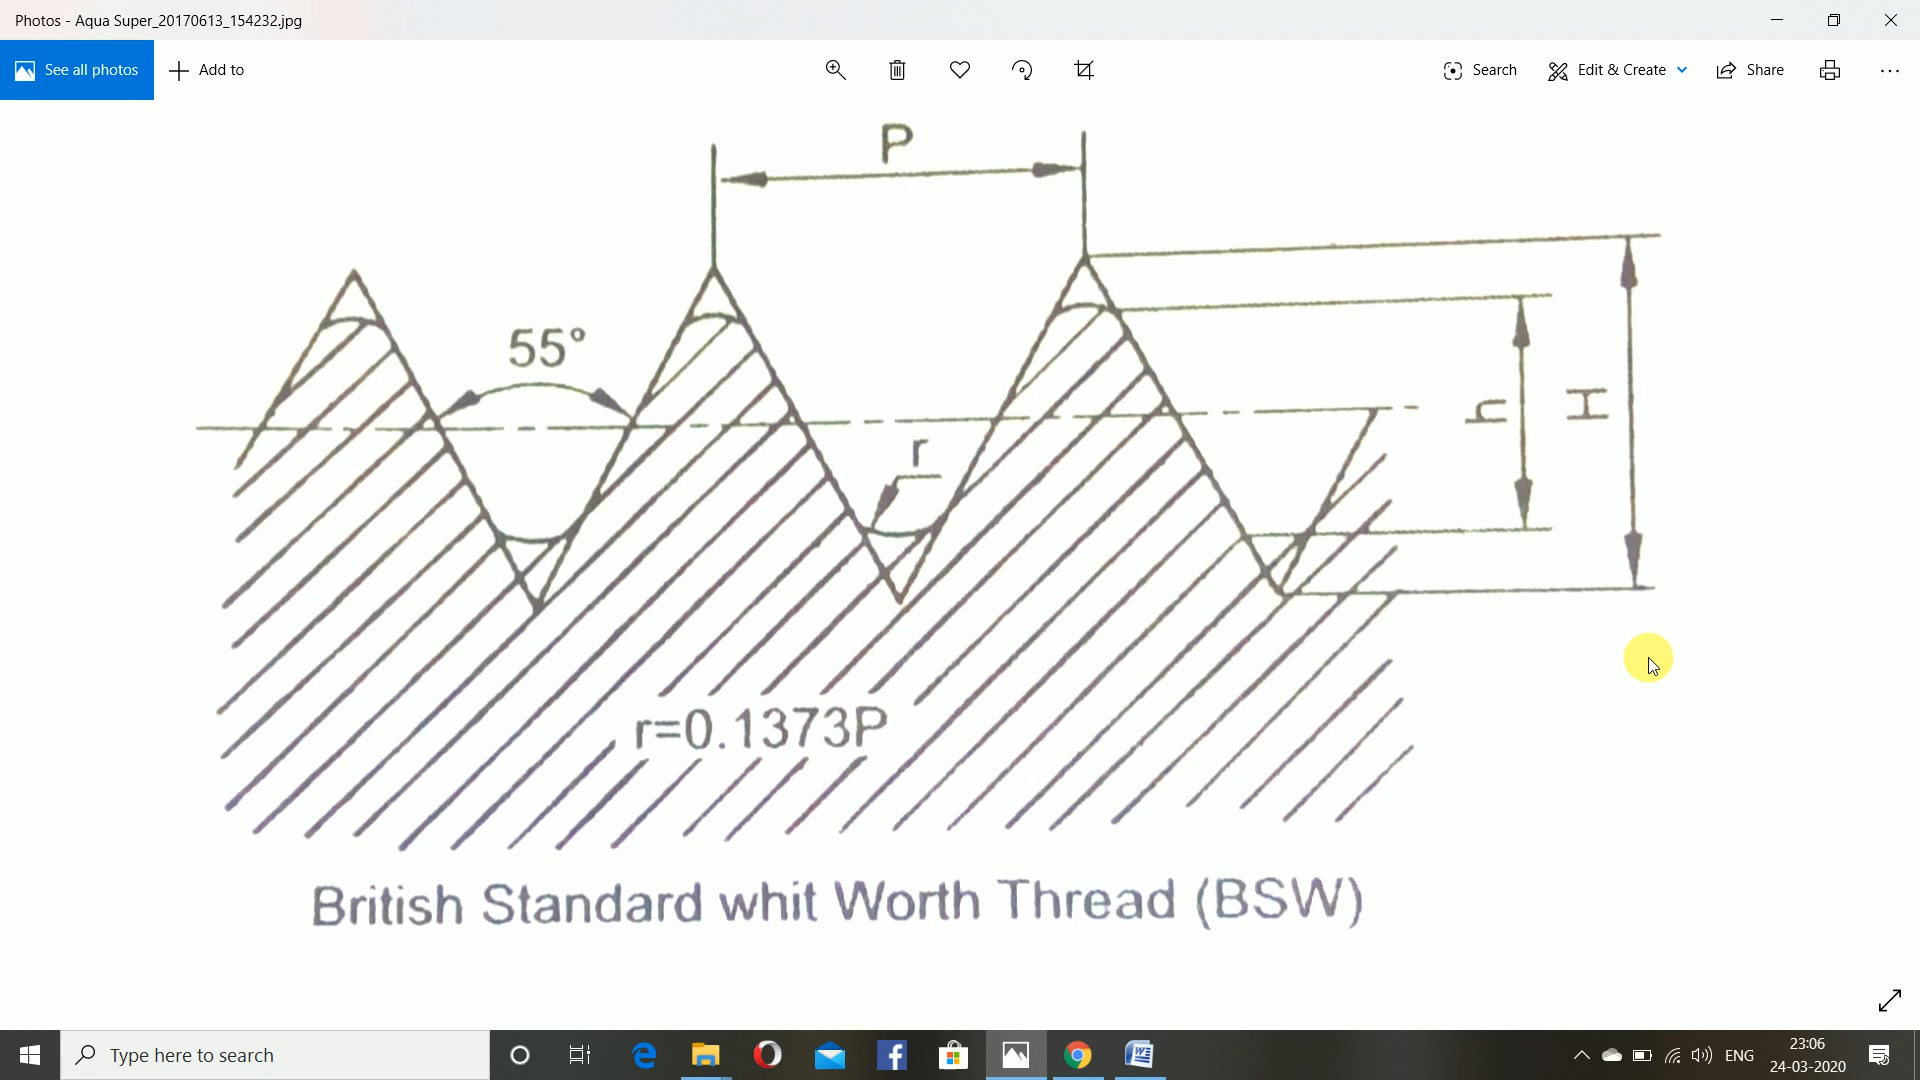 Photos - Aqua Super_20170613_154232.jpg
See all photos
Add to
Search
Edit & Create
Share
P
55°
r
h
H
r=0.1373P
British Standard whit Worth Thread (BSW)
Type here to search
ENG
23:06
24-03-2020